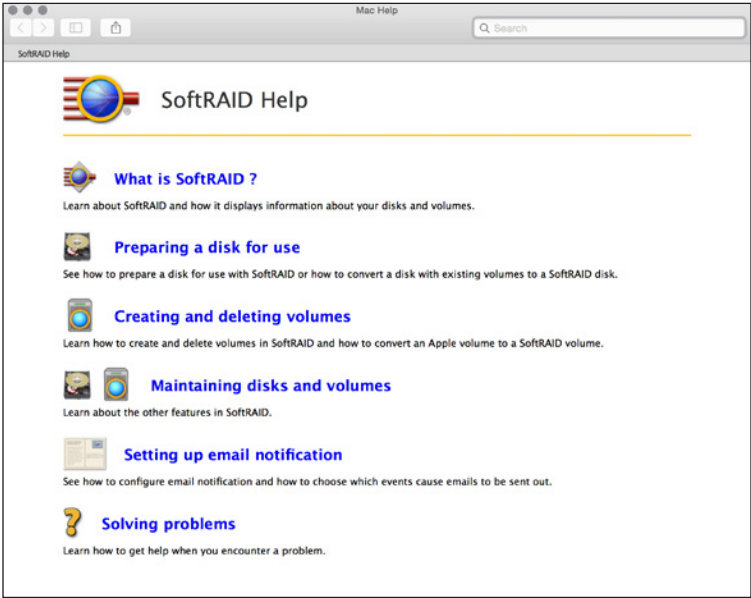 Mac Help
Search
SoftRAID Help
SoftRAID Help
What is SoftRAID ?
Learn about SoftRAID and how it displays information about your disks and volumes.
Preparing a disk for use
See how to prepare a disk for use with SoftRAID or how to convert a disk with existing volumes to a SoftRAID disk.
Creating and deleting volumes
Learn how to create and delete volumes in SoftRAID and how to convert an Apple volume to a SoftRAID volume.
Maintaining disks and volumes
Learn about the other features in SoftRAID.
Setting up email notification
See how to configure email notification and how to choose which events cause emails to be sent out.
Solving problems
Learn how to get help when you encounter a problem.